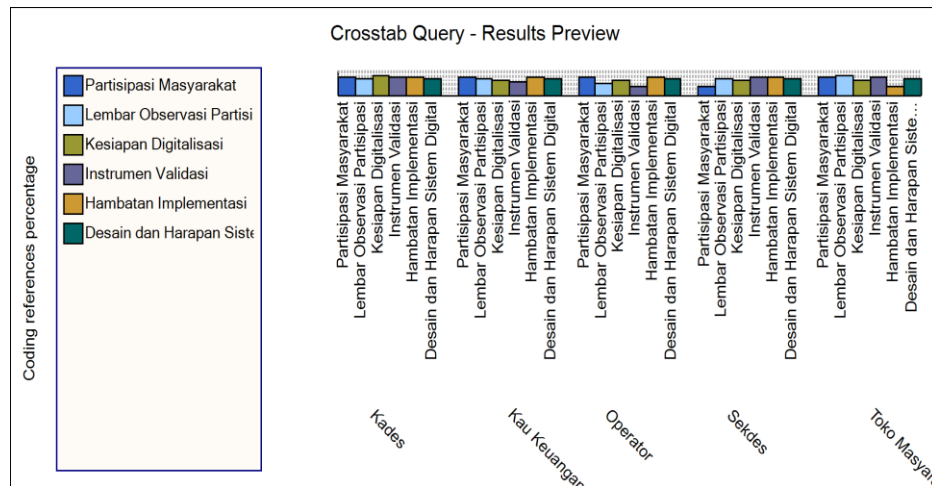 Crosstab Query - Results Preview
Coding references percentage
Partisipasi Masyarakat
Lembar Observasi Partisi
Kesiapan Digitalisasi
Instrumen Validasi
Hambatan Implementasi
Desain dan Harapan Siste
Partisipasi Masyarakat
Lembar Observasi Partisipasi
Kesiapan Digitalisasi
Instrumen Validasi
Hambatan Implementasi
Desain dan Harapan Sistem Digital
Partisipasi Masyarakat
Lembar Observasi Partisipasi
Kesiapan Digitalisasi
Instrumen Validasi
Hambatan Implementasi
Desain dan Harapan Sistem Digital
Partisipasi Masyarakat
Lembar Observasi Partisipasi
Kesiapan Digitalisasi
Instrumen Validasi
Hambatan Implementasi
Desain dan Harapan Sistem Digital
Partisipasi Masyarakat
Lembar Observasi Partisipasi
Kesiapan Digitalisasi
Instrumen Validasi
Hambatan Implementasi
Desain dan Harapan Sistem Digital
Partisipasi Masyarakat
Lembar Observasi Partisipasi
Kesiapan Digitalisasi
Instrumen Validasi
Hambatan Implementasi
Desain dan Harapan Siste...
Kades
Kau Keuangan
Operator
Sekdes
Toko Masyar